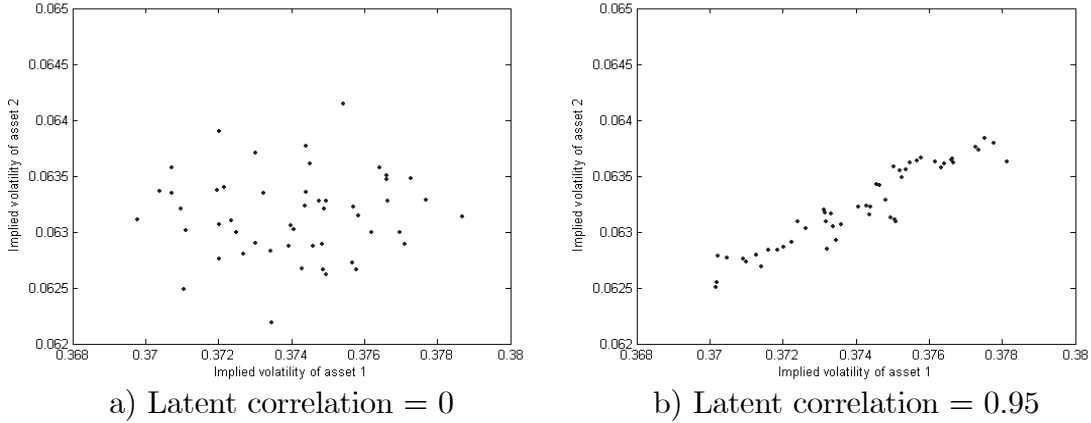 0.065
0.0645
0.064
0.0635
0.063
0.0625
0.062
Implied volatility of asset 2
0.368 0.37 0.372 0.374 0.376 0.378 0.38
Implied volatility of asset 1
a) Latent correlation = 0
0.065
0.0645
0.064
0.0635
0.063
0.0625
0.062
Implied volatility of asset 2
0.368 0.37 0.372 0.374 0.376 0.378 0.38
Implied volatility of asset 1
b) Latent correlation = 0.95